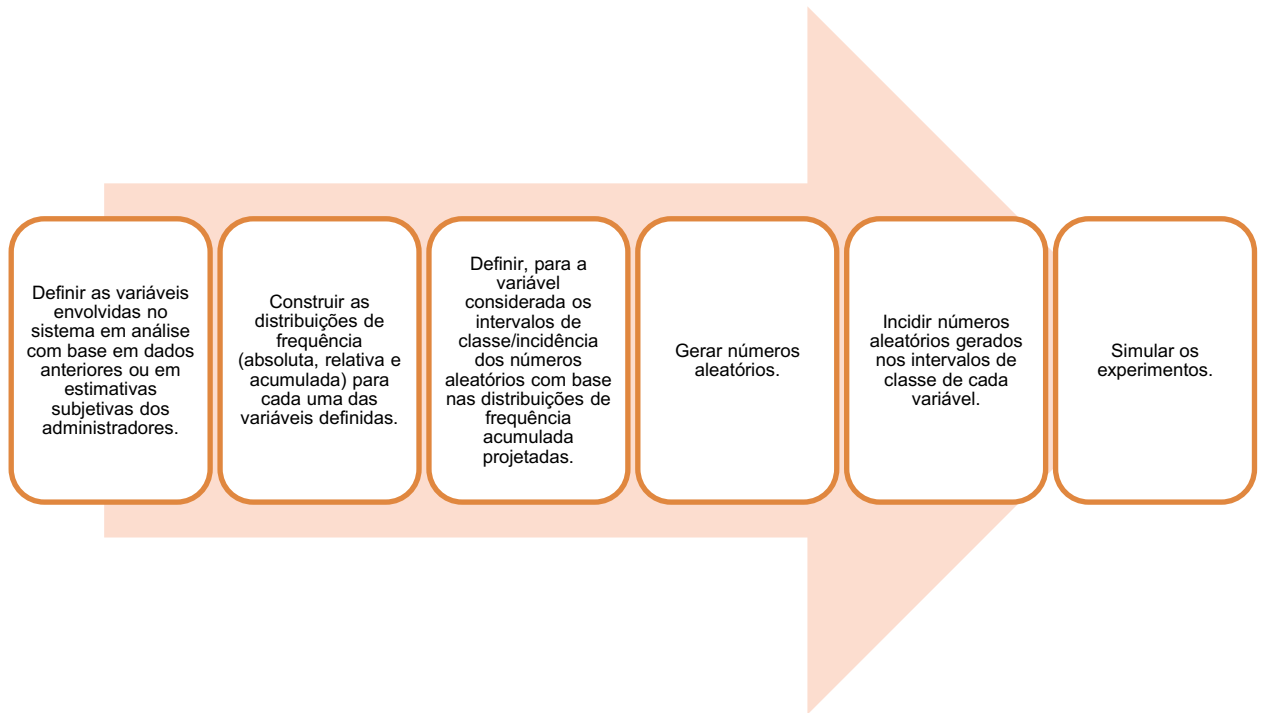 Definir as variáveis
envolvidas no
sistema em análise
com base em dados
anteriores ou em
estimativas
subjetivas dos
administradores.
Construir as
distribuições de
frequência
(absoluta, relativa e
acumulada) para
cada uma das
variáveis definidas.
Definir, para a
variável
considerada os
intervalos de
classe/incidência
dos números
aleatórios com base
nas distribuições de
frequência
acumulada
projetadas.
Gerar números
aleatórios.
Incidir números
aleatórios gerados
nos intervalos de
classe de cada
variável.
Simular os
experimentos.